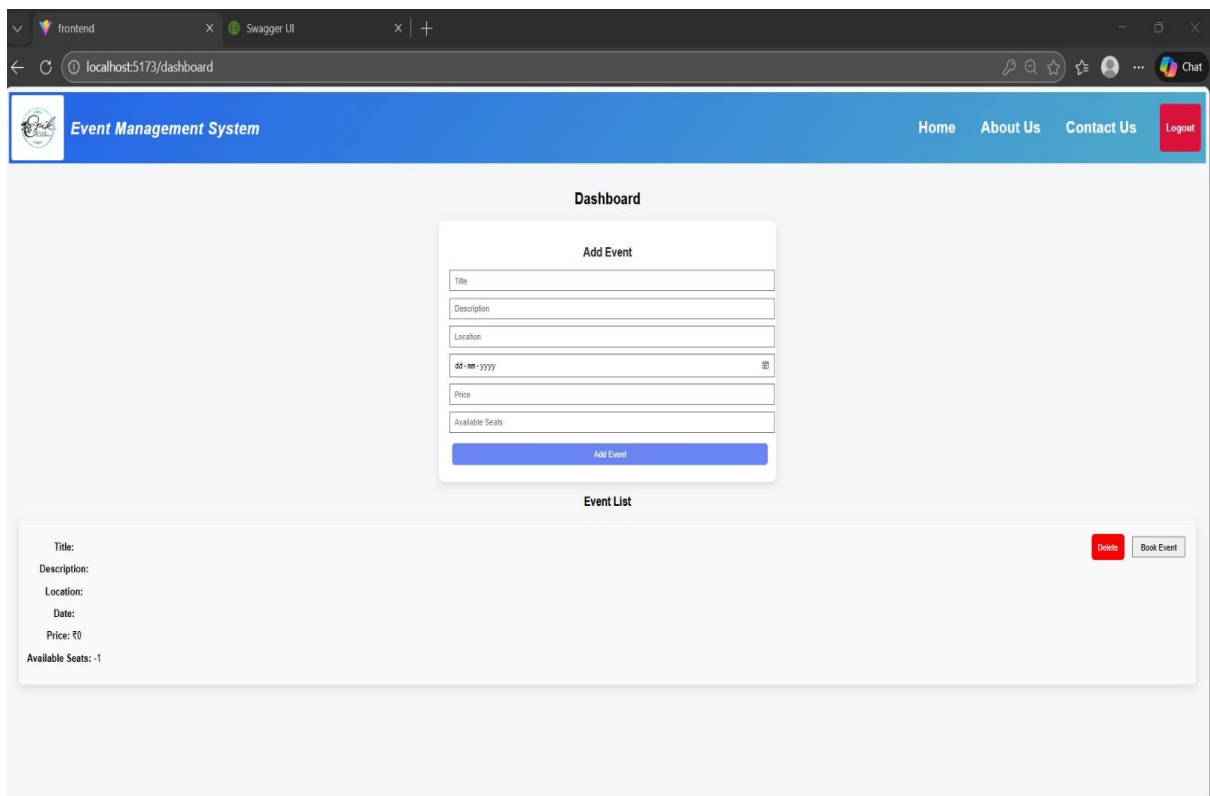 frontend
Swagger UI
localhost:5173/dashboard
Chat
Event Management System
Home About Us Contact Us Logout
Dashboard
Add Event
Title
Description
Location
dd-mm-yyyy
Price
Available Seats
Add Event
Event List
Title:
Delete Book Event
Description:
Location:
Date:
Price: ₹0
Available Seats: -1